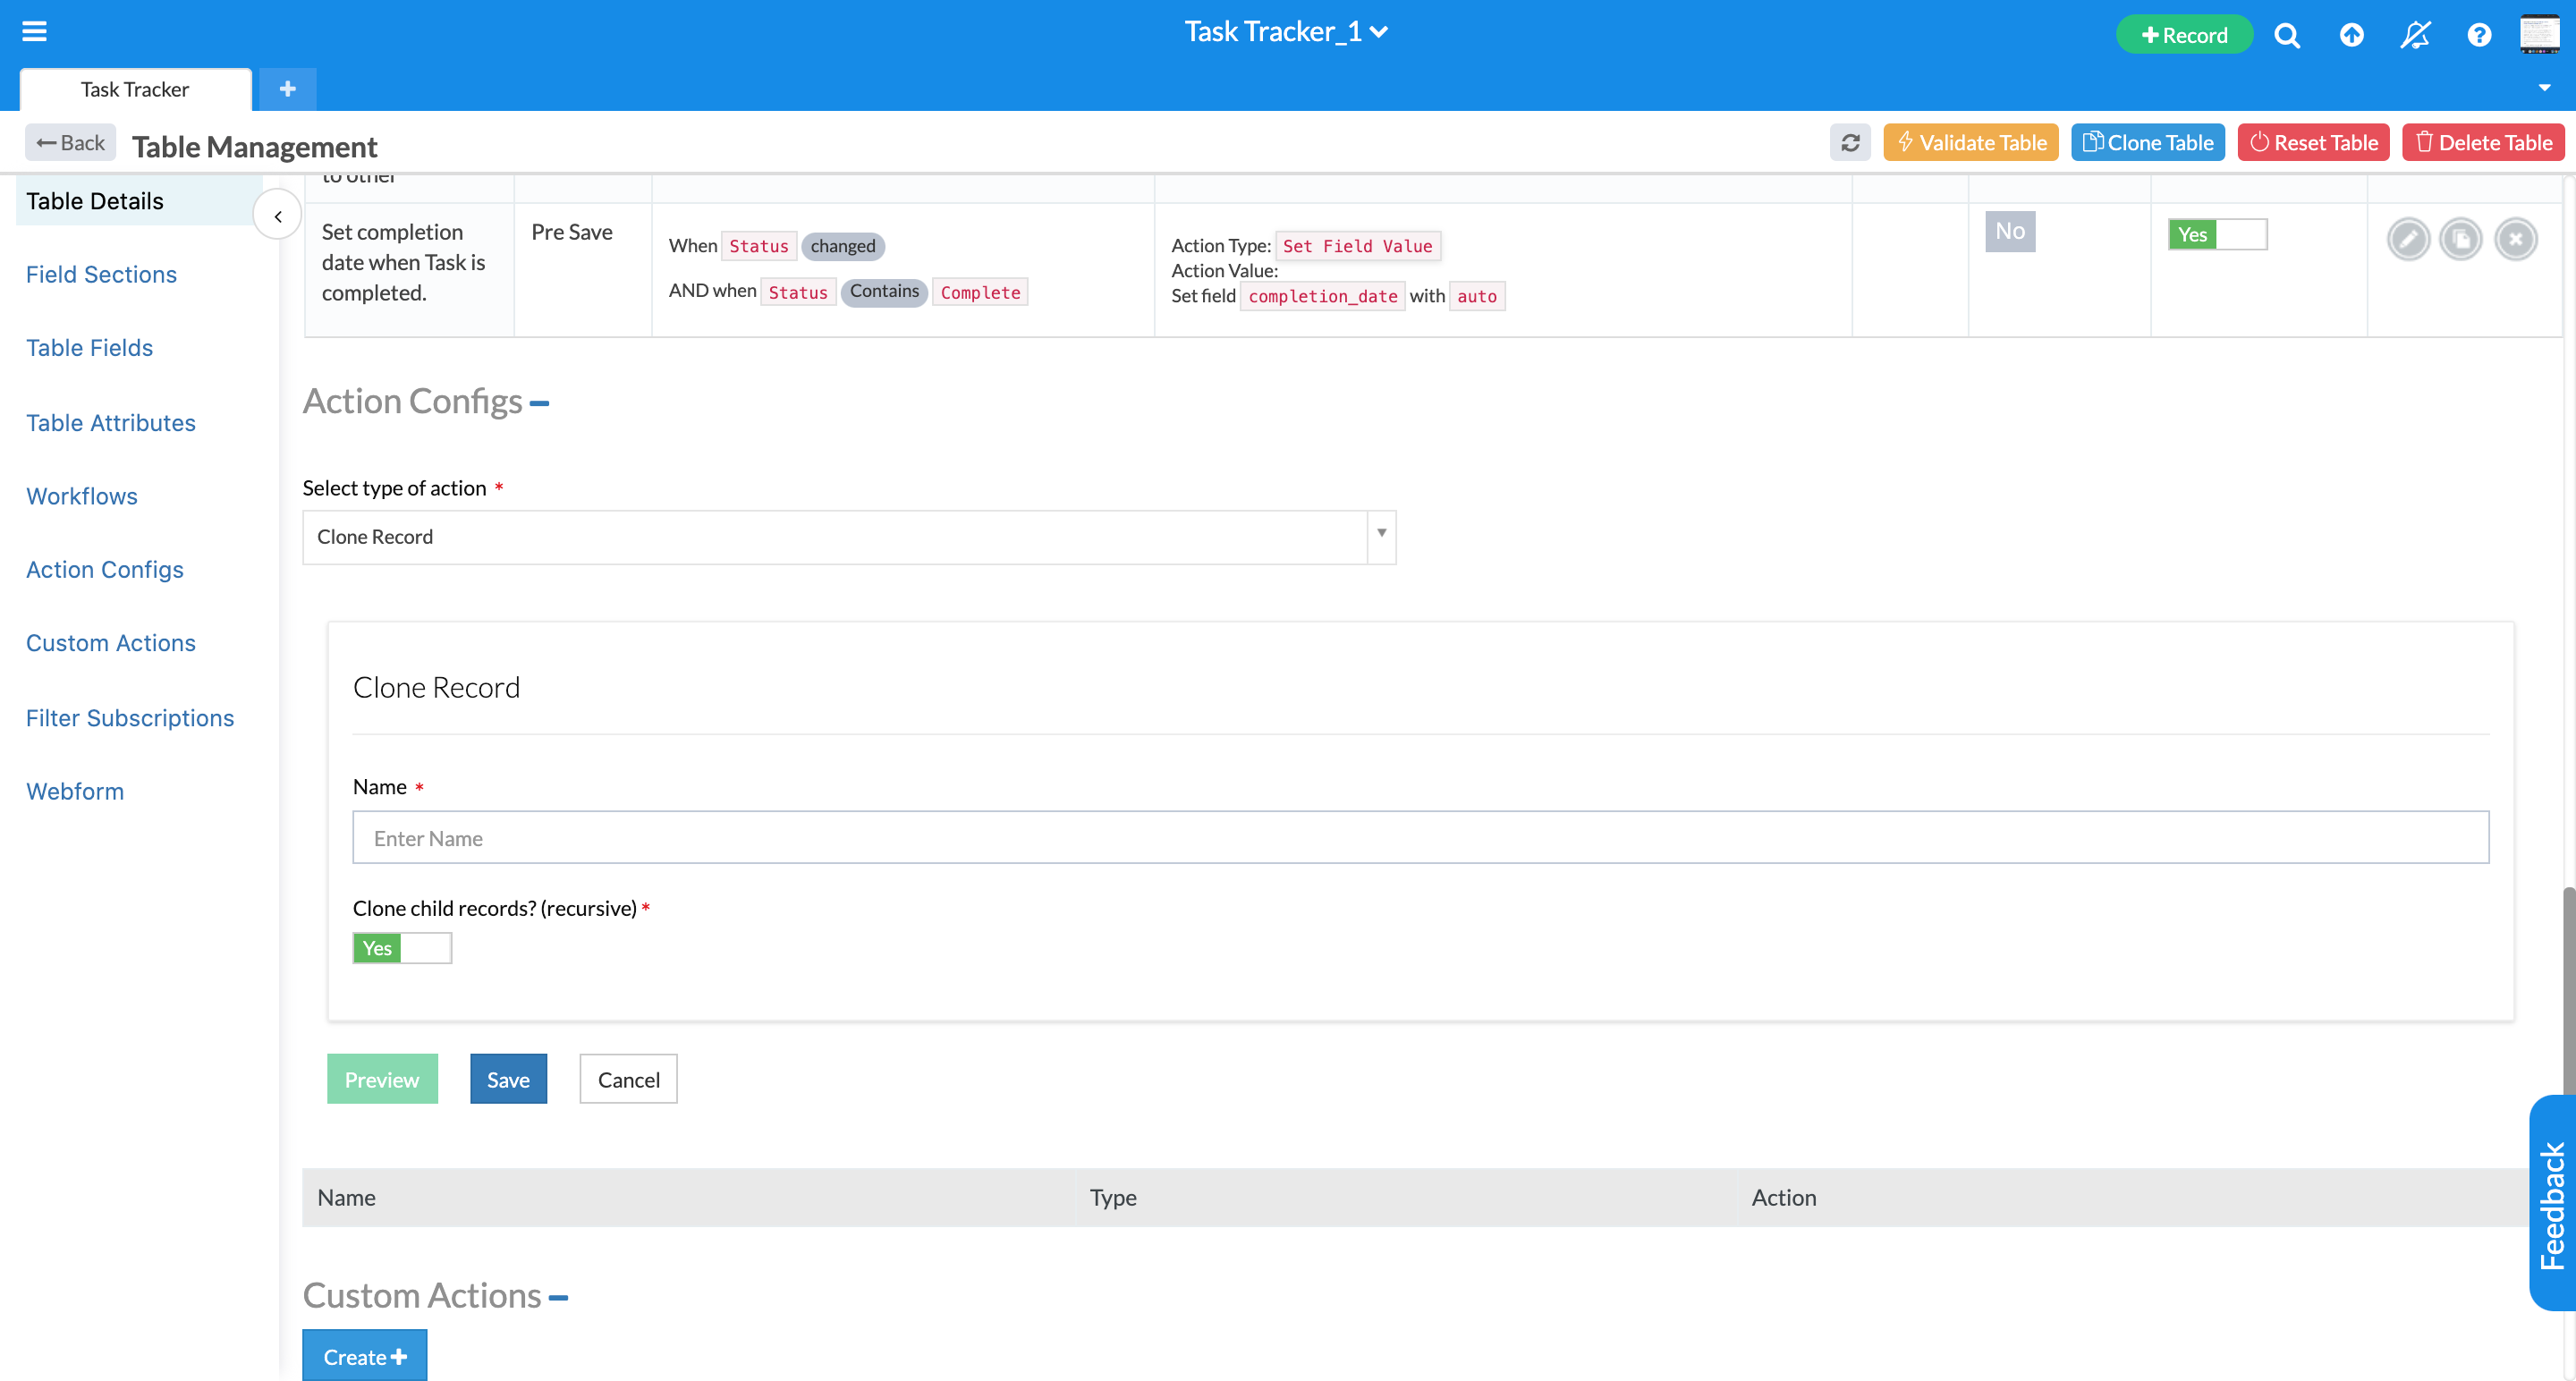 Task Tracker_1
Record
Task Tracker
Back
Table Management
Validate Table
Clone Table
Reset Table
Delete Table
Table Details
Field Sections
Table Fields
Table Attributes
Workflows
Action Configs
Custom Actions
Filter Subscriptions
Webform
to other
Set completion
date when Task is
completed.
Pre Save
When Status changed
AND when Status Contains Complete
Action Type: Set Field Value
Action Value:
Set field completion_date with auto
No
Yes
Action Configs
Select type of action *
Clone Record
Clone Record
Name *
Enter Name
Clone child records? (recursive) *
Yes
Preview
Save
Cancel
Name
Type
Action
Custom Actions
Create
Feedback